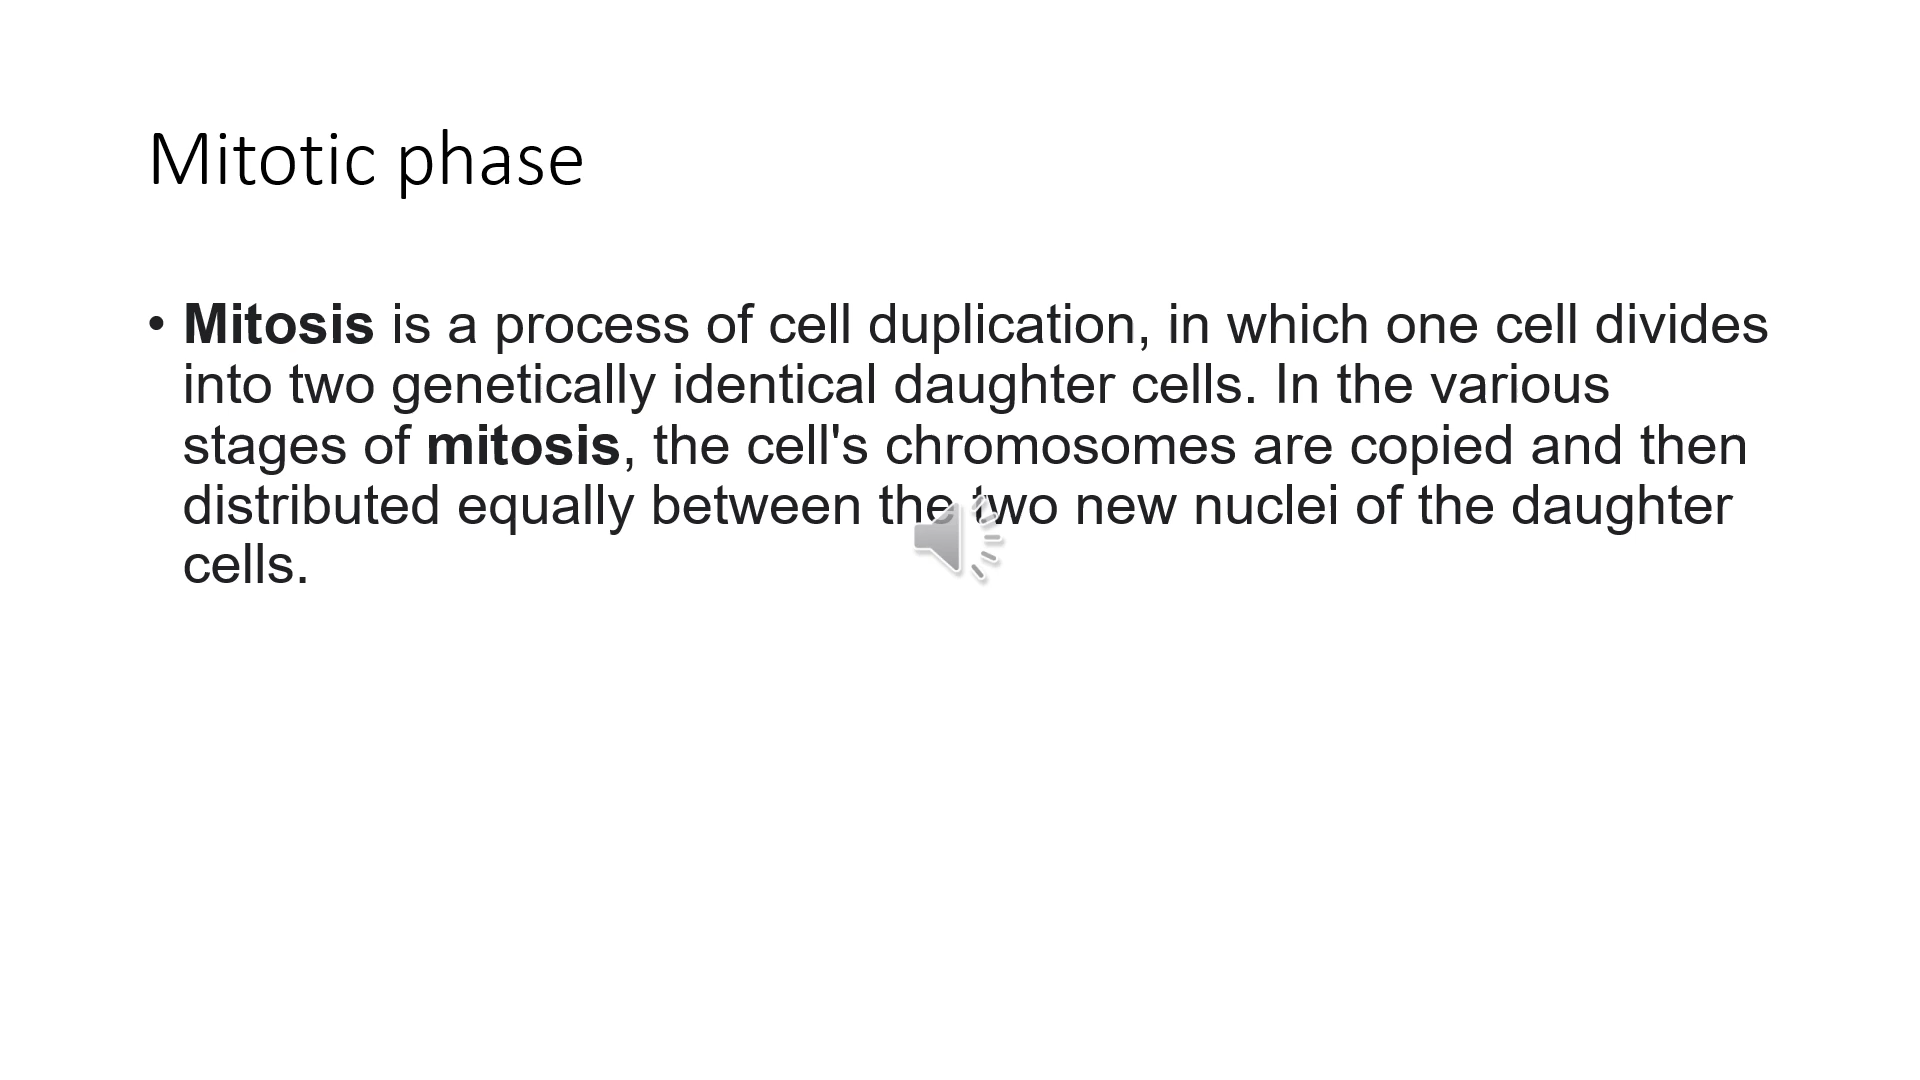 Mitotic phase
• Mitosis is a process of cell duplication, in which one cell divides
into two genetically identical daughter cells. In the various
stages of mitosis, the cell's chromosomes are copied and then
distributed equally between the two new nuclei of the daughter
cells.